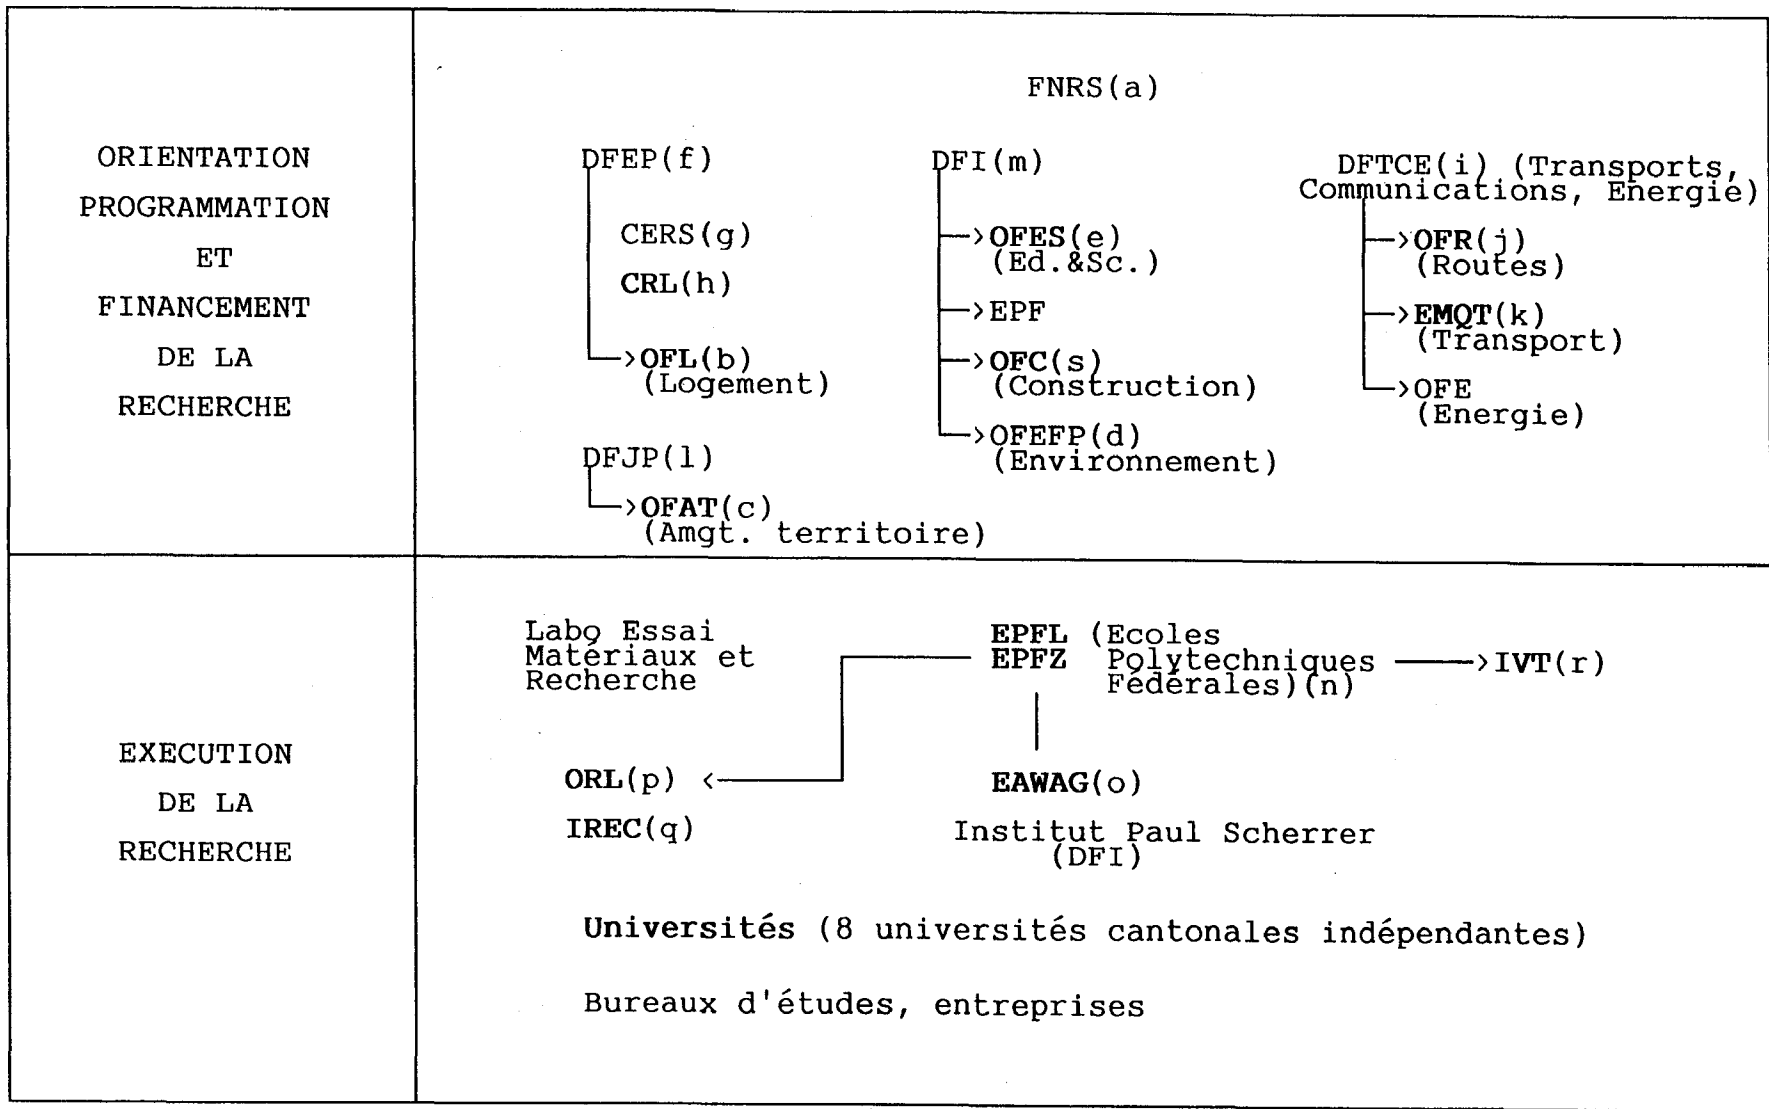 ORIENTATION
PROGRAMMATION
ET
FINANCEMENT
DE LA
RECHERCHE
FNRS(a)
DFEP(f)
CERS(g)
CRL(h)
>OFL(b)
(Logement)
DFJP(l)
>OFAT(c)
(Amgt. territoire)
DFI(m)
>OFES(e)
(Ed.&Sc.)
>EPF
>OFC(s)
(Construction)
>OFEFP(d)
(Environnement)
DFTCE(i) (Transports,
Communications, Energie)
>OFR(j)
(Routes)
>EMQT(k)
(Transport)
>OFE
(Energie)
EXECUTION
DE LA
RECHERCHE
Labo Essai
Matériaux et
Recherche
EPFL (Ecoles
EPFZ Polytechniques >IVT(r)
Fédérales)(n)
ORL(p) <
EAWAG(o)
IREC(q)
Institut Paul Scherrer
(DFI)
Universités (8 universités cantonales indépendantes)
Bureaux d'études, entreprises